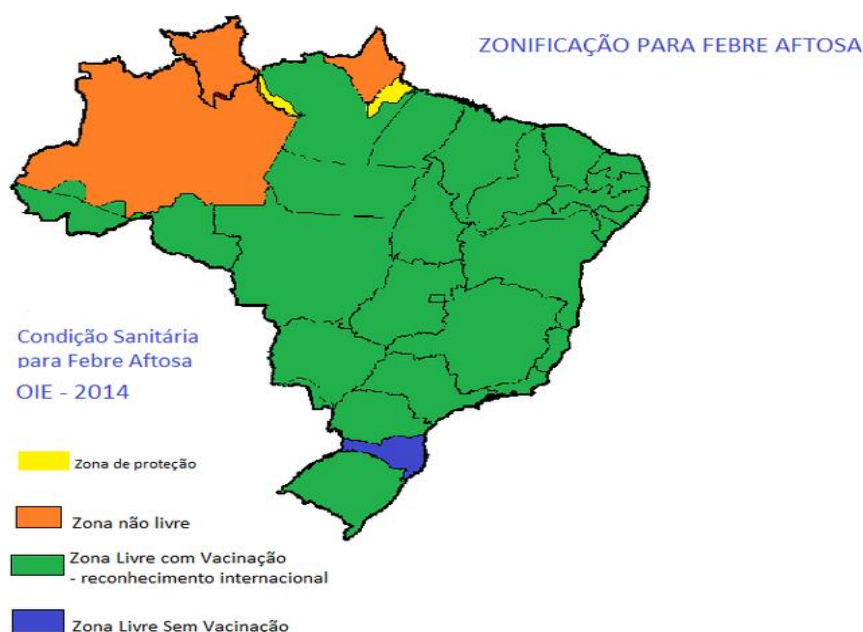 ZONIFICAÇÃO PARA FEBRE AFTOSA
Condição Sanitária
para Febre Aftosa
OIE - 2014
Zona de proteção
Zona não livre
Zona Livre com Vacinação
- reconhecimento internacional
Zona Livre Sem Vacinação